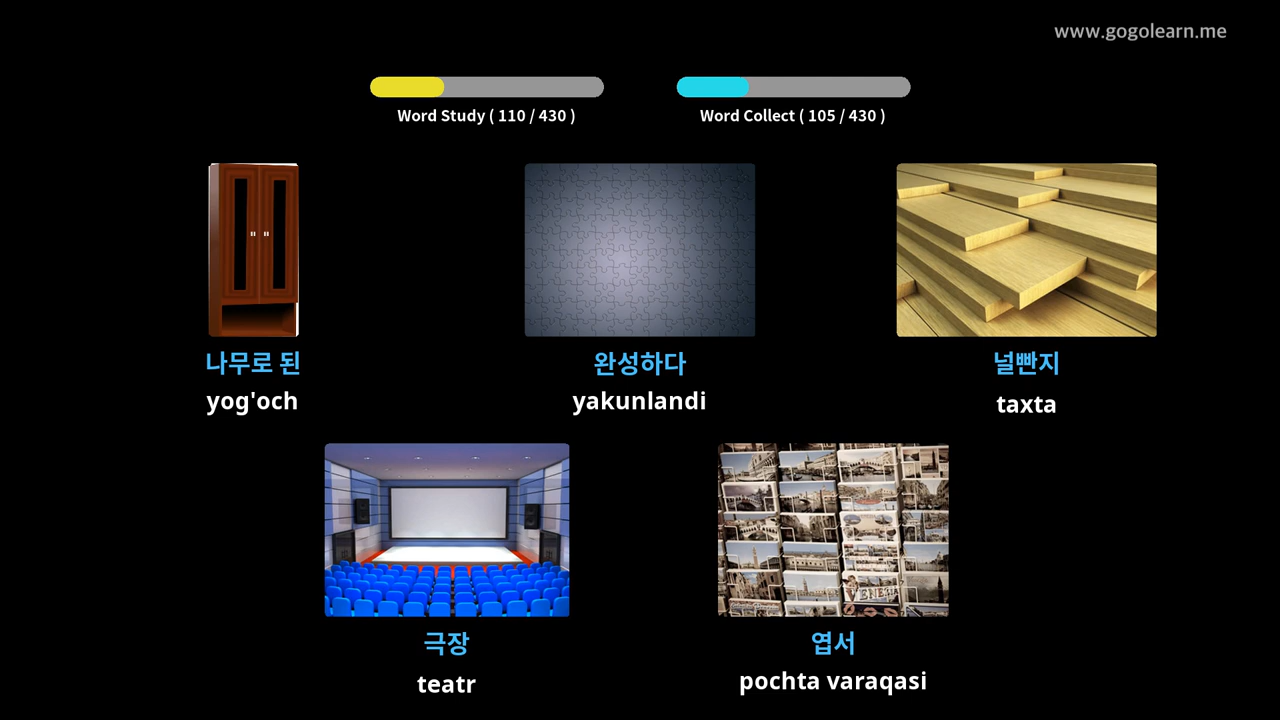 www.gogolearn.me
Word Study ( 110 / 430 )
Word Collect ( 105 / 430 )
나무로 된
yog'och
완성하다
yakunlandi
널빤지
taxta
극장
teatr
엽서
pochta varaqasi